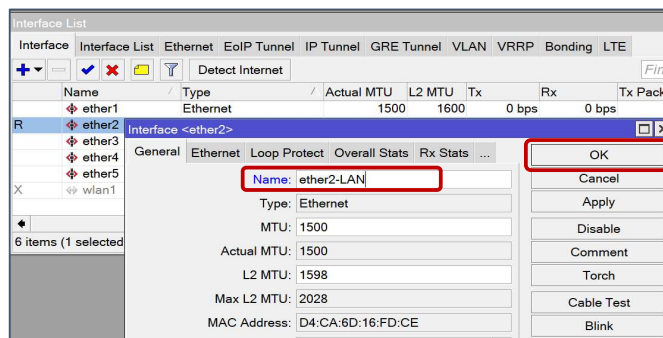 Interface List
Interface Interface List Ethernet EoIP Tunnel IP Tunnel GRE Tunnel VLAN VRRP Bonding LTE
Detect Internet Fin
Name / Type / Actual MTU L2 MTU Tx Rx Tx Pack
ether1 Ethernet 1500 1600 0 bps 0 bps
R ether2
ether3
ether4
ether5
X wlan1
6 items (1 selected
Interface <ether2>
General Ethernet Loop Protect Overall Stats Rx Stats ...
Name: ether2-LAN
Type: Ethernet
MTU: 1500
Actual MTU: 1500
L2 MTU: 1598
Max L2 MTU: 2028
MAC Address: D4:CA:6D:16:FD:CE
OK
Cancel
Apply
Disable
Comment
Torch
Cable Test
Blink